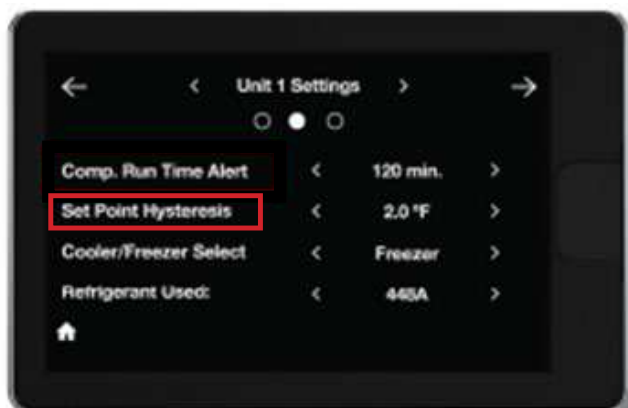 Unit 1 Settings
Comp. Run Time Alert 120 min.
Set Point Hysteresis 2.0 °F
Cooler/Freezer Select Freezer
Refrigerant Used: 448A